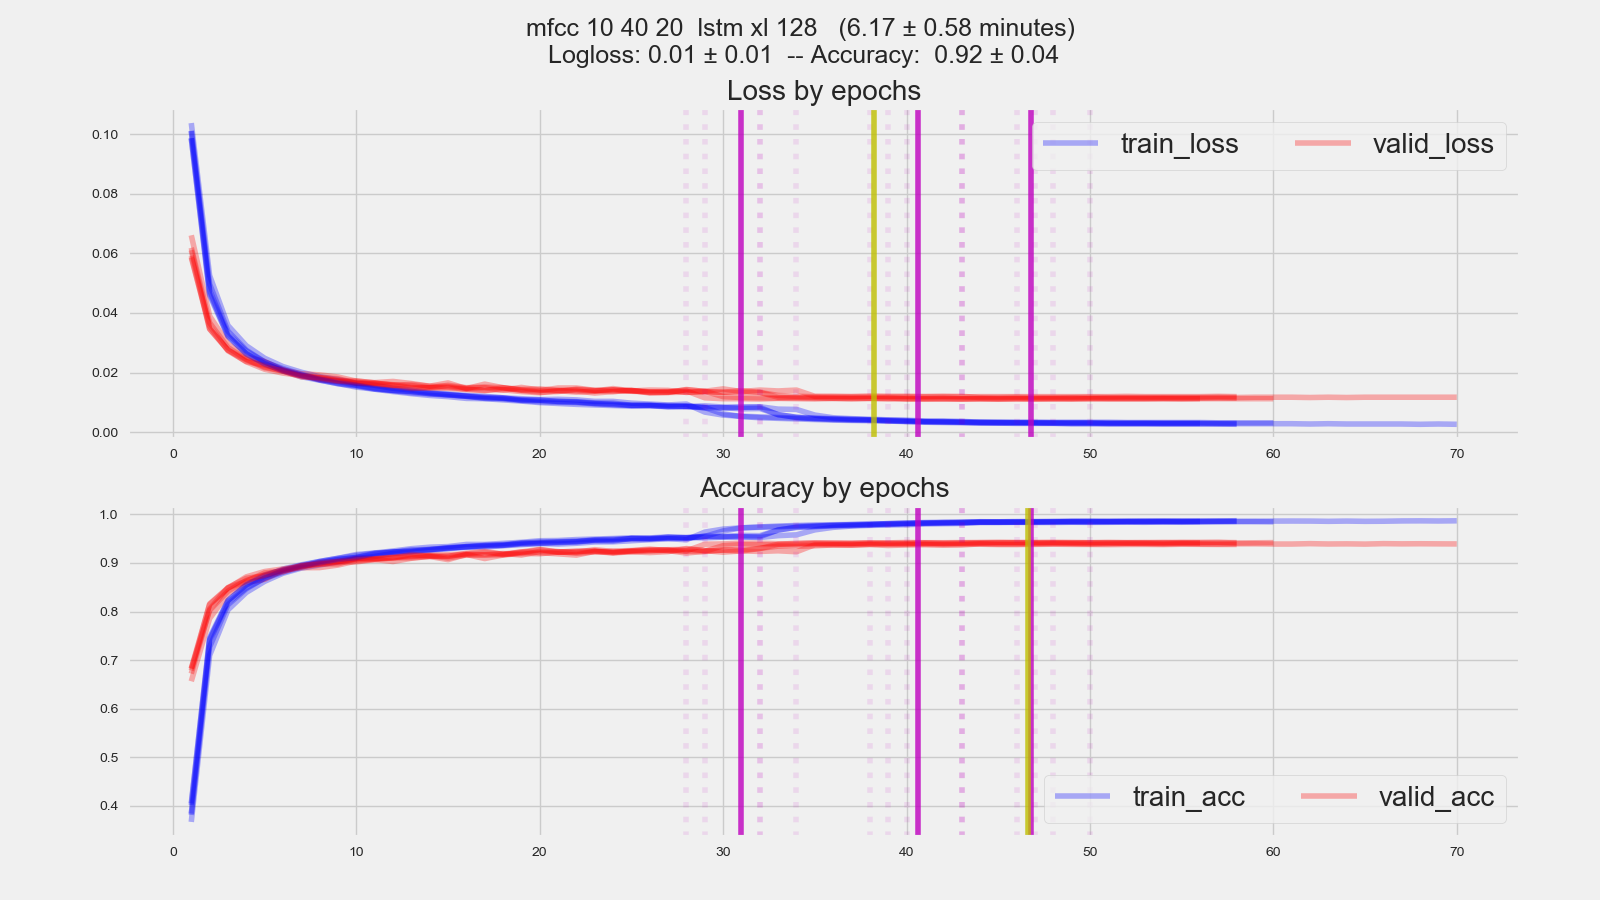 mfcc 10 40 20  lstm xl 128   (6.17 ± 0.58 minutes)
Logloss: 0.01 ± 0.01  -- Accuracy:  0.92 ± 0.04
Loss by epochs
train_loss valid_loss
0.10
0.08
0.06
0.04
0.02
0.00
0 10 20 30 40 50 60 70
Accuracy by epochs
1.0
0.9
0.8
0.7
0.6
0.5
0.4
train_acc valid_acc
0 10 20 30 40 50 60 70